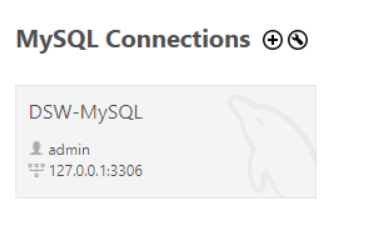 MySQL Connections
DSW-MySQL
admin
127.0.0.1:3306